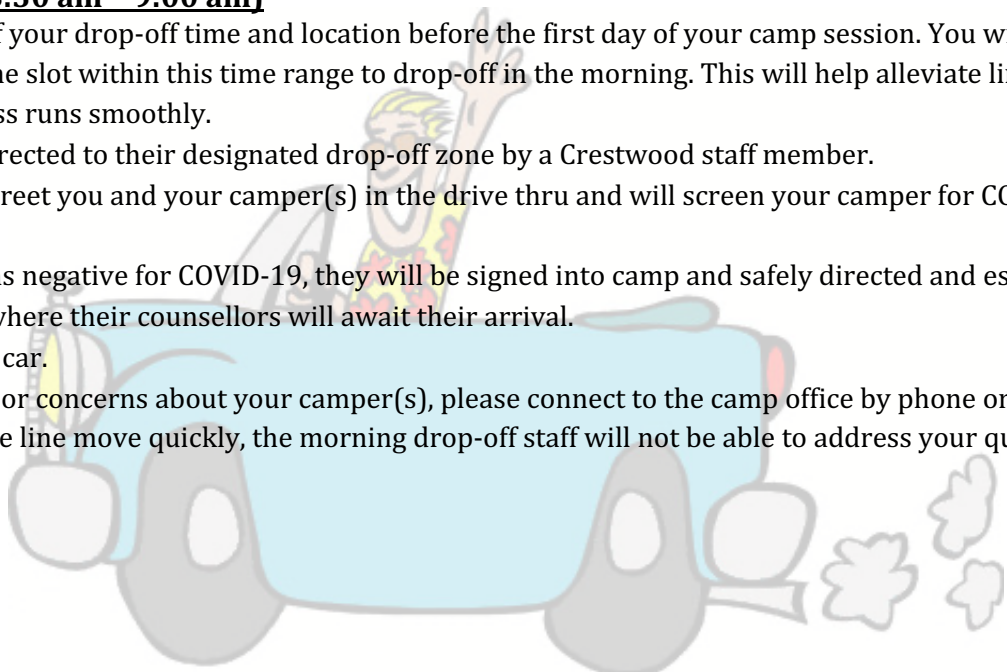 9:00 am)
f your drop-off time and location before the first day of your camp session. You w
e slot within this time range to drop-off in the morning. This will help alleviate li
ss runs smoothly.
rected to their designated drop-off zone by a Crestwood staff member.
reet you and your camper(s) in the drive thru and will screen your camper for CO
ns negative for COVID-19, they will be signed into camp and safely directed and es
where their counsellors will await their arrival.
car.
or concerns about your camper(s), please connect to the camp office by phone or
e line move quickly, the morning drop-off staff will not be able to address your qu